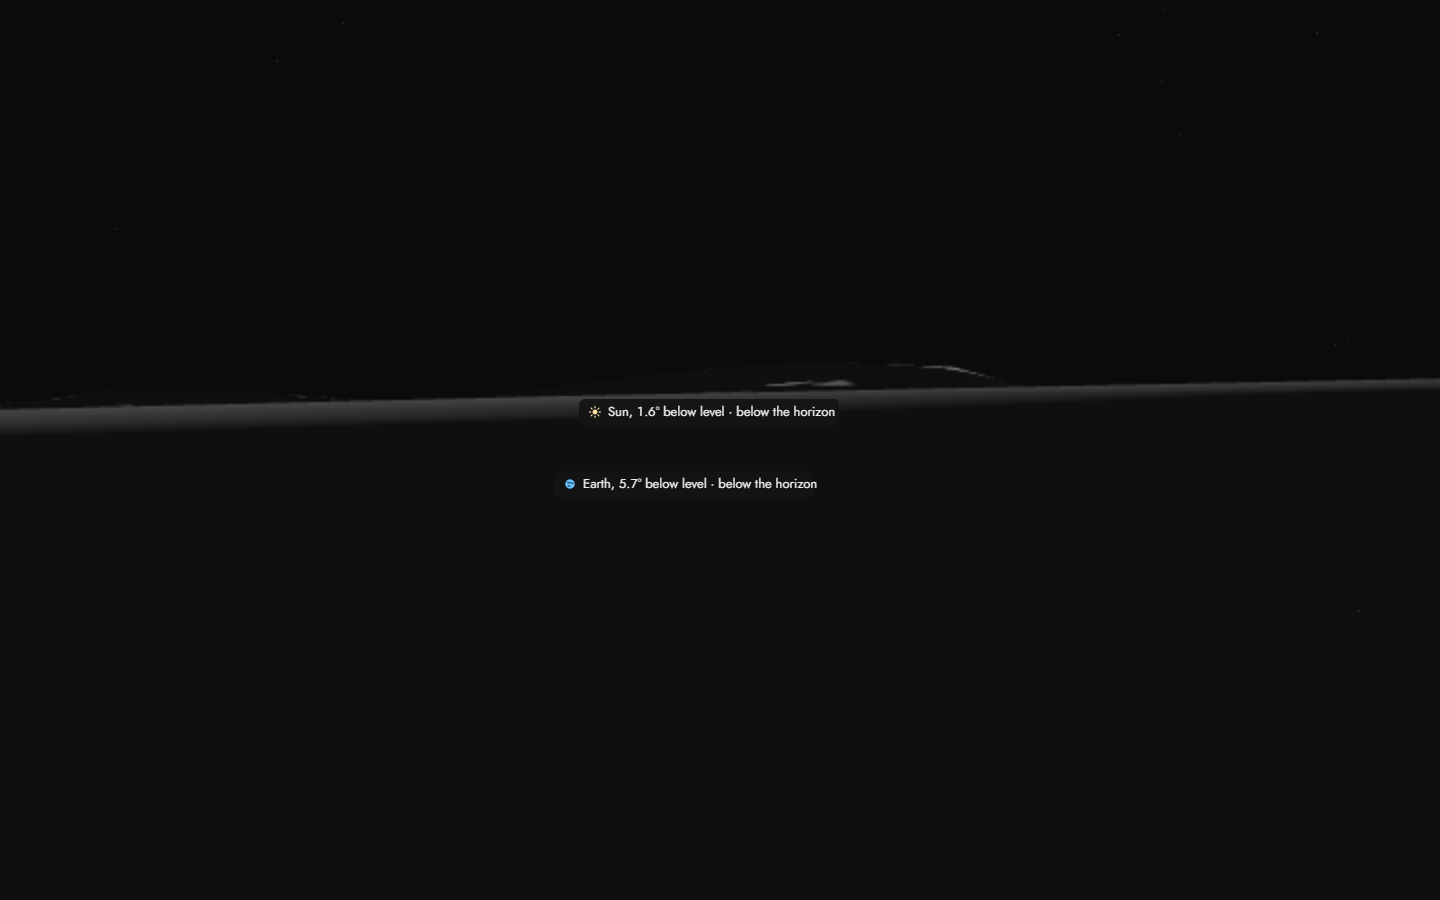 Sun, 1.6° below level · below the horizon
Earth, 5.7° below level · below the horizon